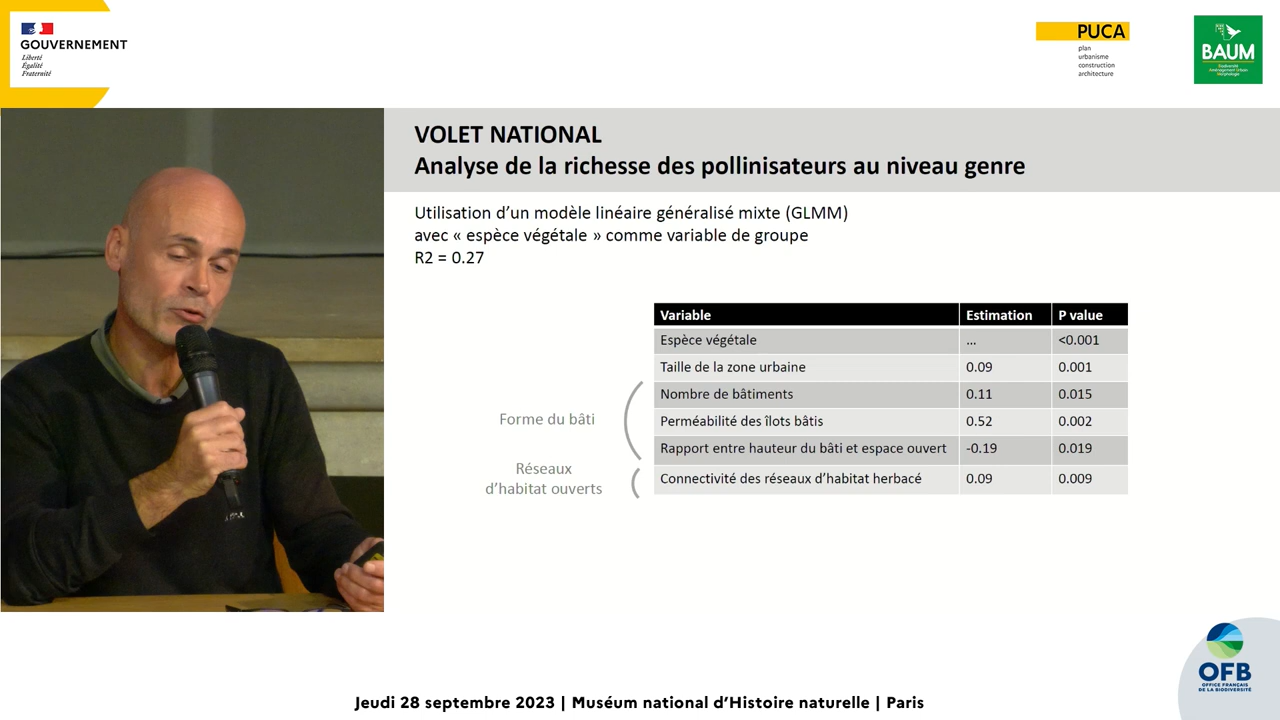 GOUVERNEMENT
Liberté
Égalité
Fraternité
PUCA
plan
urbanisme
construction
architecture
BAUM
Biodiversité
Aménagement Urbain
Morphologie
VOLET NATIONAL
Analyse de la richesse des pollinisateurs au niveau genre
Utilisation d’un modèle linéaire généralisé mixte (GLMM)
avec « espèce végétale » comme variable de groupe
R2 = 0.27
Variable Estimation P value
Espèce végétale ... <0.001
Taille de la zone urbaine 0.09 0.001
Nombre de bâtiments 0.11 0.015
Perméabilité des îlots bâtis 0.52 0.002
Rapport entre hauteur du bâti et espace ouvert -0.19 0.019
Connectivité des réseaux d’habitat herbacé 0.09 0.009
Forme du bâti
Réseaux
d’habitat ouverts
OFB
OFFICE FRANÇAIS
DE LA BIODIVERSITÉ
Jeudi 28 septembre 2023 | Muséum national d’Histoire naturelle | Paris